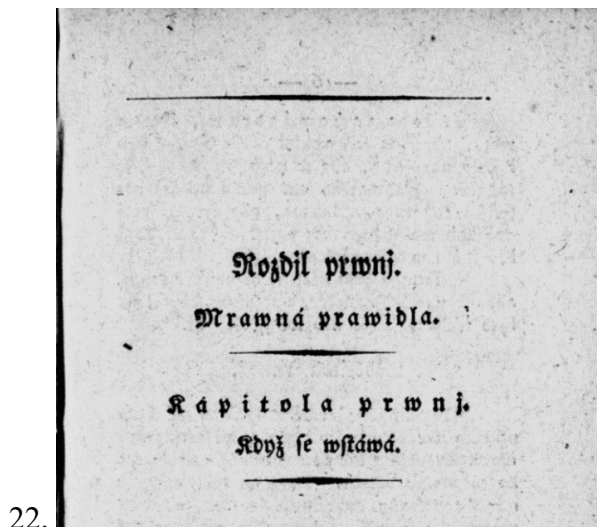 Rozdjl prwnj.
Mrawná prawidla.
Kápitola prwnj.
Když se wstáwá.
22.